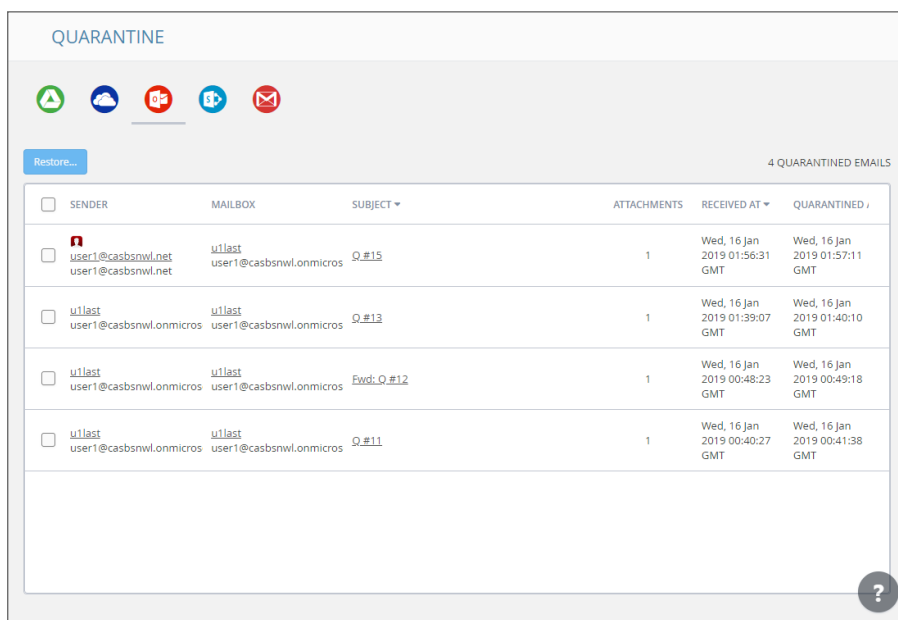 QUARANTINE
Restore...
4 QUARANTINED EMAILS
SENDER MAILBOX SUBJECT ATTACHMENTS RECEIVED AT QUARANTINED
user1@casbsnwl.net
user1@casbsnwl.net
u1last
user1@casbsnwl.onmicros
Q #15
1
Wed, 16 Jan
2019 01:56:31
GMT
Wed, 16 Jan
2019 01:57:11
GMT
u1last
user1@casbsnwl.onmicros
u1last
user1@casbsnwl.onmicros
Q #13
1
Wed, 16 Jan
2019 01:39:07
GMT
Wed, 16 Jan
2019 01:40:10
GMT
u1last
user1@casbsnwl.onmicros
u1last
user1@casbsnwl.onmicros
Fwd: Q #12
1
Wed, 16 Jan
2019 00:48:23
GMT
Wed, 16 Jan
2019 00:49:18
GMT
u1last
user1@casbsnwl.onmicros
u1last
user1@casbsnwl.onmicros
Q #11
1
Wed, 16 Jan
2019 00:40:27
GMT
Wed, 16 Jan
2019 00:41:38
GMT
?